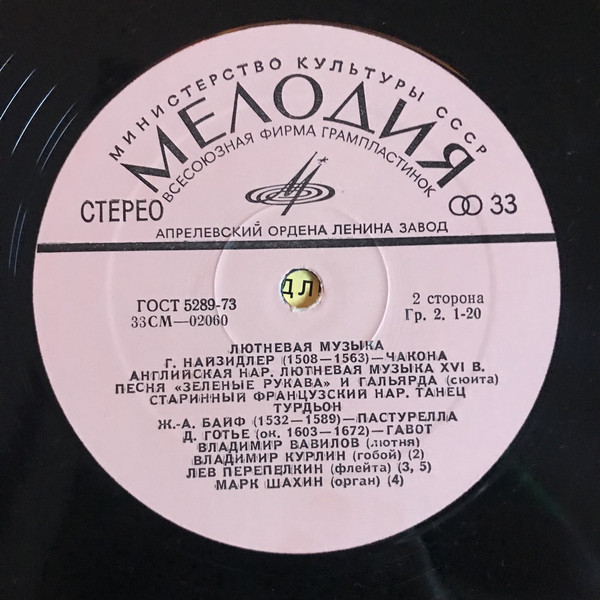 МИНИСТЕРСТВО КУЛЬТУРЫ СССР
МЕЛОДИЯ
ВСЕСОЮЗНАЯ ФИРМА ГРАМПЛАСТИНОК
СТЕРЕО
33
АПРЕЛЕВСКИЙ ОРДЕНА ЛЕНИНА ЗАВОД
ДЛ
ГОСТ 5289-73
33СМ—02060
2 сторона
Гр. 2. 1-20
ЛЮТНЕВАЯ МУЗЫКА
Г. НАЙЗИДЛЕР (1508—1563)—ЧАКОНА
АНГЛИЙСКАЯ НАР. ЛЮТНЕВАЯ МУЗЫКА XVI В.
ПЕСНЯ «ЗЕЛЕНЫЕ РУКАВА» И ГАЛЬЯРДА (сюита)
СТАРИННЫЙ ФРАНЦУЗСКИЙ НАР. ТАНЕЦ
ТУРДЬОН
Ж.-А. БАЙФ (1532—1589)—ПАСТУРЕЛЛА
Д. ГОТЬЕ (ок. 1603—1672)—ГАВОТ
ВЛАДИМИР ВАВИЛОВ (лютня)
ВЛАДИМИР КУРЛИН (гобой) (2)
ЛЕВ ПЕРЕПЕЛКИН (флейта) (3, 5)
МАРК ШАХИН (орган) (4)